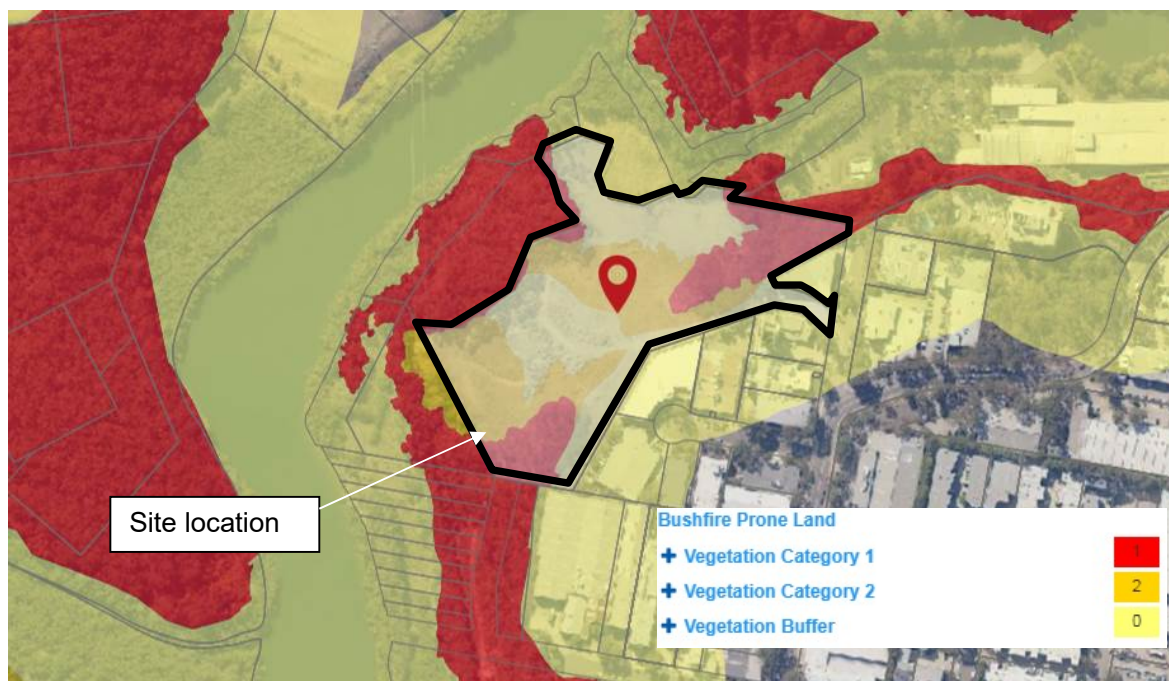 Site location
Bushfire Prone Land
+ Vegetation Category 1
1
+ Vegetation Category 2
2
+ Vegetation Buffer
0